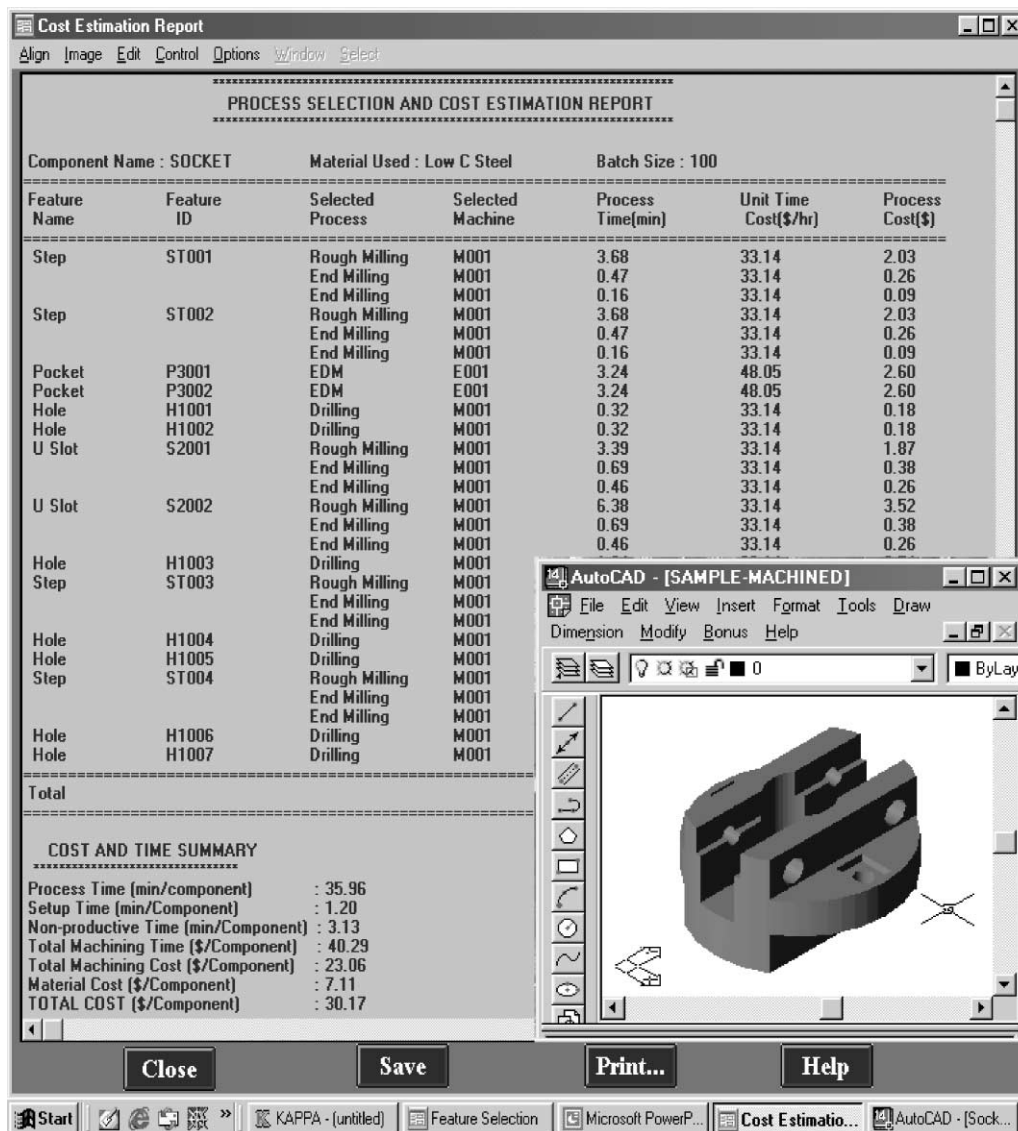 Cost Estimation Report
Align Image Edit Control Options Window Select
************************************************************************
PROCESS SELECTION AND COST ESTIMATION REPORT
************************************************************************
Component Name : SOCKET Material Used : Low C Steel Batch Size : 100
Feature Feature Selected Selected Process Unit Time Process
Name ID Process Machine Time(min) Cost($/hr) Cost($)
Step ST001 Rough Milling M001 3.68 33.14 2.03
End Milling M001 0.47 33.14 0.26
End Milling M001 0.16 33.14 0.09
Step ST002 Rough Milling M001 3.68 33.14 2.03
End Milling M001 0.47 33.14 0.26
End Milling M001 0.16 33.14 0.09
Pocket P3001 EDM E001 3.24 48.05 2.60
Pocket P3002 EDM E001 3.24 48.05 2.60
Hole H1001 Drilling M001 0.32 33.14 0.18
Hole H1002 Drilling M001 0.32 33.14 0.18
U Slot S2001 Rough Milling M001 3.39 33.14 1.87
End Milling M001 0.69 33.14 0.38
End Milling M001 0.46 33.14 0.26
U Slot S2002 Rough Milling M001 6.38 33.14 3.52
End Milling M001 0.69 33.14 0.38
End Milling M001 0.46 33.14 0.26
Hole H1003 Drilling M001
Step ST003 Rough Milling M001
End Milling M001
End Milling M001
Hole H1004 Drilling M001
Hole H1005 Drilling M001
Step ST004 Rough Milling M001
End Milling M001
End Milling M001
Hole H1006 Drilling M001
Hole H1007 Drilling M001
Total
COST AND TIME SUMMARY
********************************
Process Time (min/component) : 35.96
Setup Time (min/Component) : 1.20
Non-productive Time (min/Component) : 3.13
Total Machining Time ($/Component) : 40.29
Total Machining Cost ($/Component) : 23.06
Material Cost ($/Component) : 7.11
TOTAL COST ($/Component) : 30.17
AutoCAD - [SAMPLE-MACHINED]
File Edit View Insert Format Tools Draw
Dimension Modify Bonus Help
0 ByLay
Close Save Print... Help
Start » KAPPA - (untitled) Feature Selection Microsoft PowerP... Cost Estimatio... AutoCAD - [Sock...